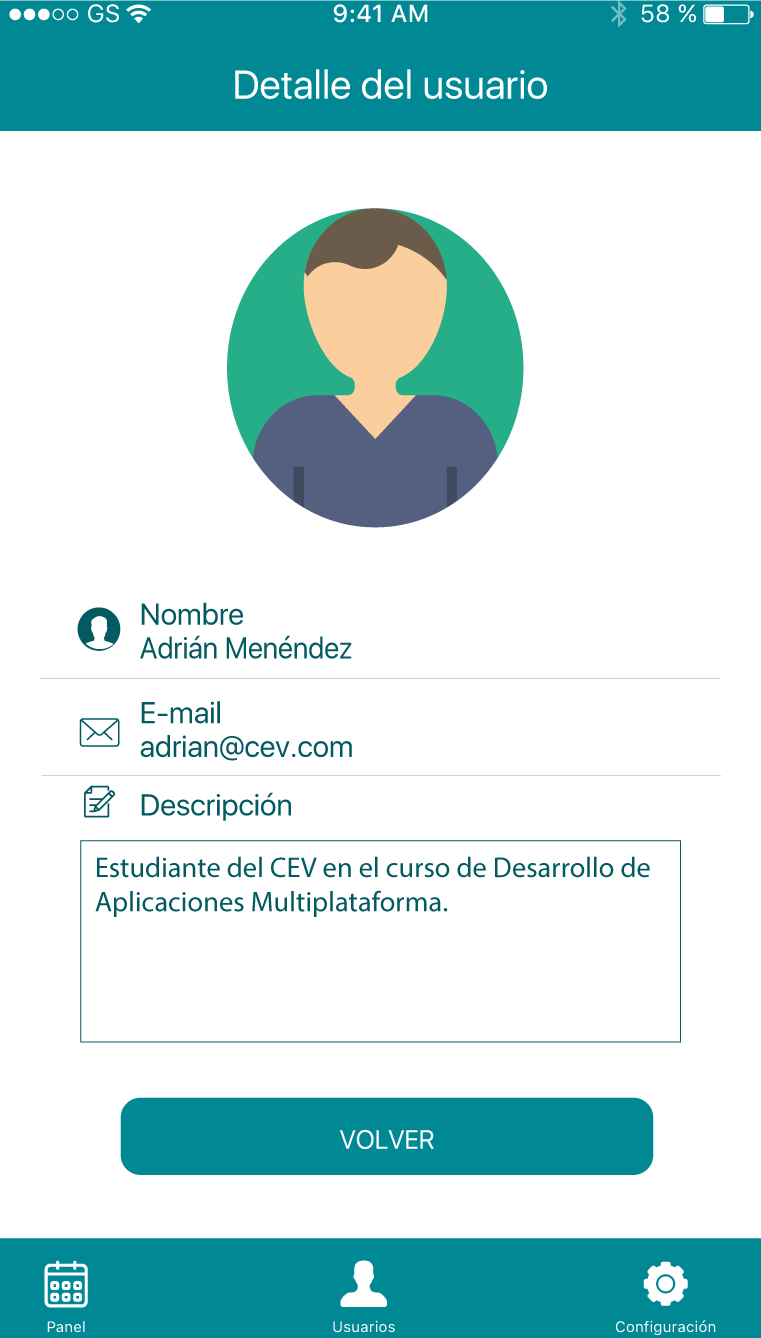 GS 9:41 AM 58 %
Detalle del usuario
Nombre
Adrián Menéndez
E-mail
adrian@cev.com
Descripción
Estudiante del CEV en el curso de Desarrollo de
Aplicaciones Multiplataforma.
VOLVER
Panel Usuarios Configuración